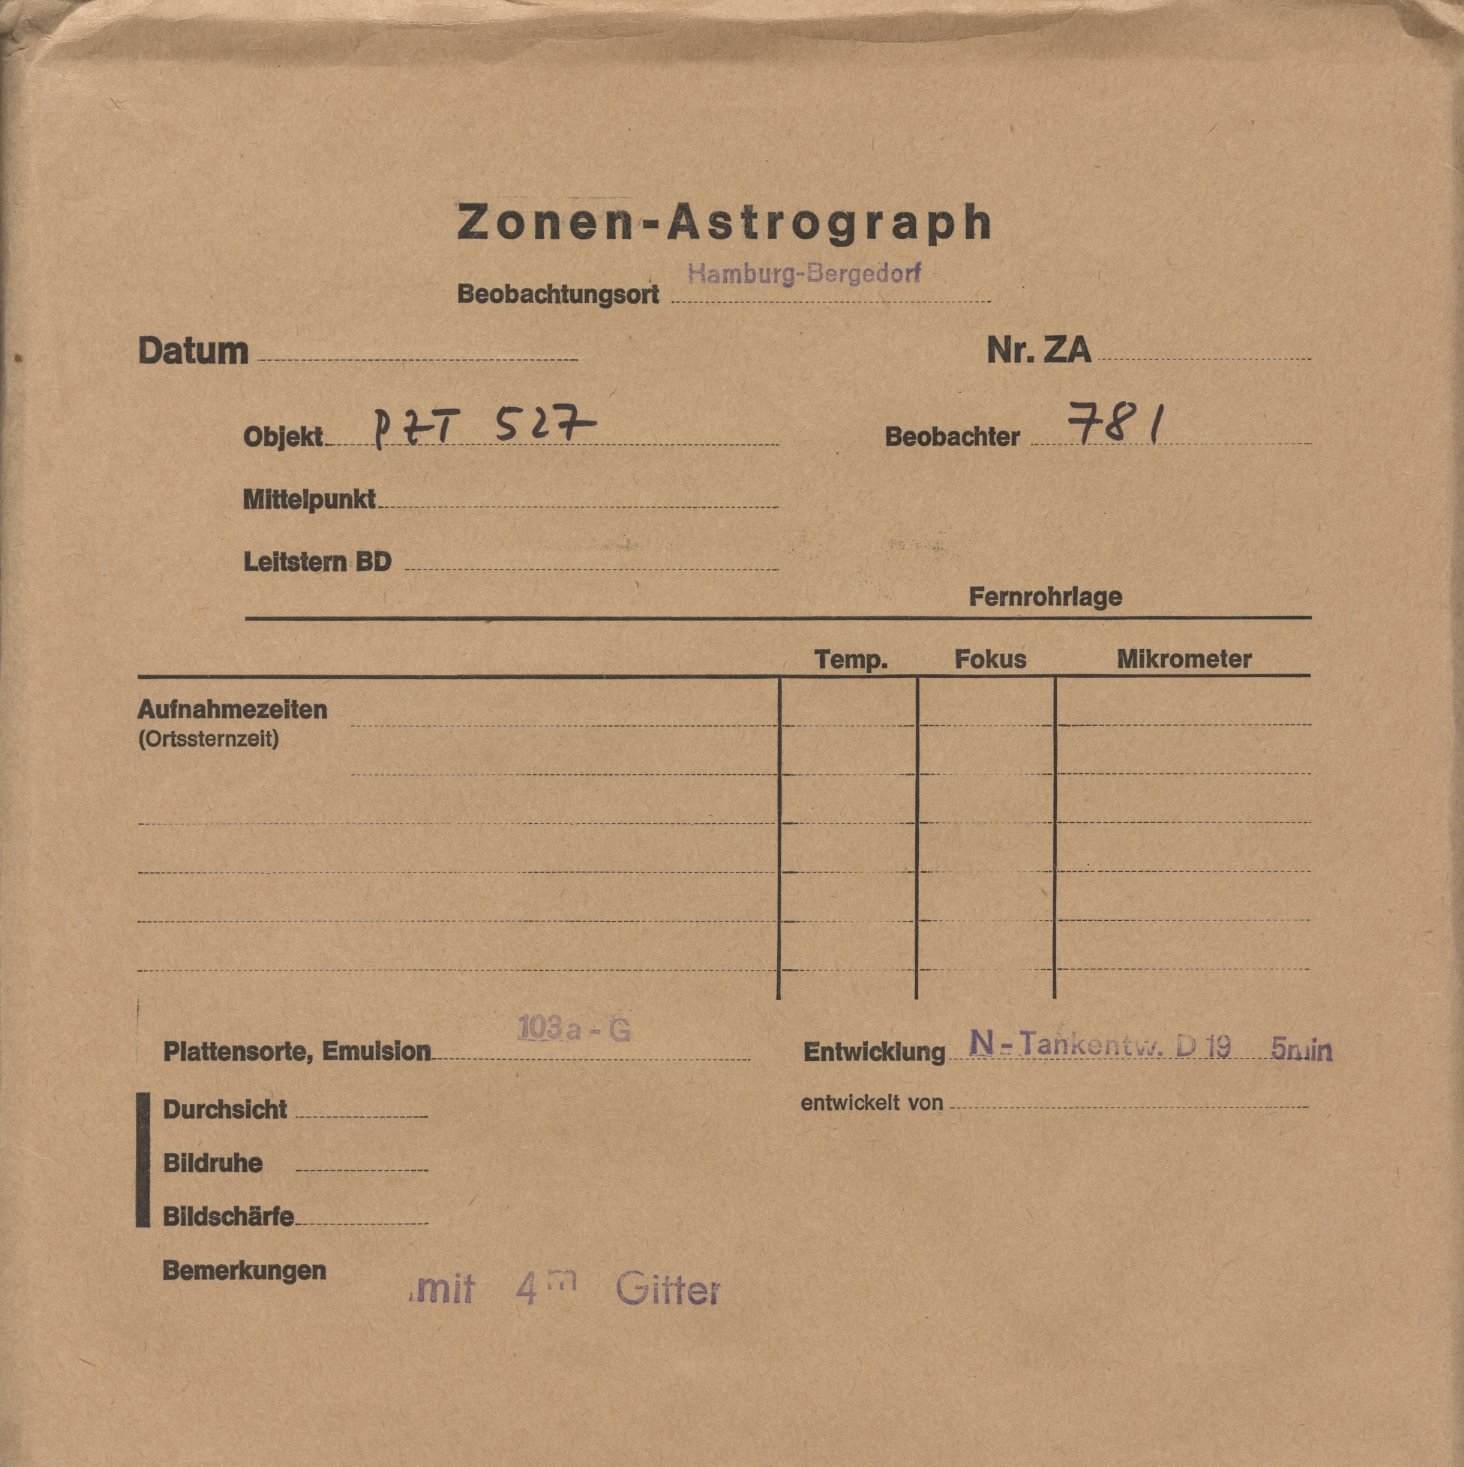 Zonen-Astrograph
Beobachtungsort Hamburg-Bergedorf
Datum Nr. ZA
Objekt PZT 527 Beobachter 781
Mittelpunkt
Leitstern BD
Fernrohrlage
Temp. Fokus Mikrometer
Aufnahmezeiten
(Ortssternzeit)
Plattensorte, Emulsion 103a-G Entwicklung N-Tankentw. D 19 5min
Durchsicht entwickelt von
Bildruhe
Bildschärfe
Bemerkungen mit 4m Gitter